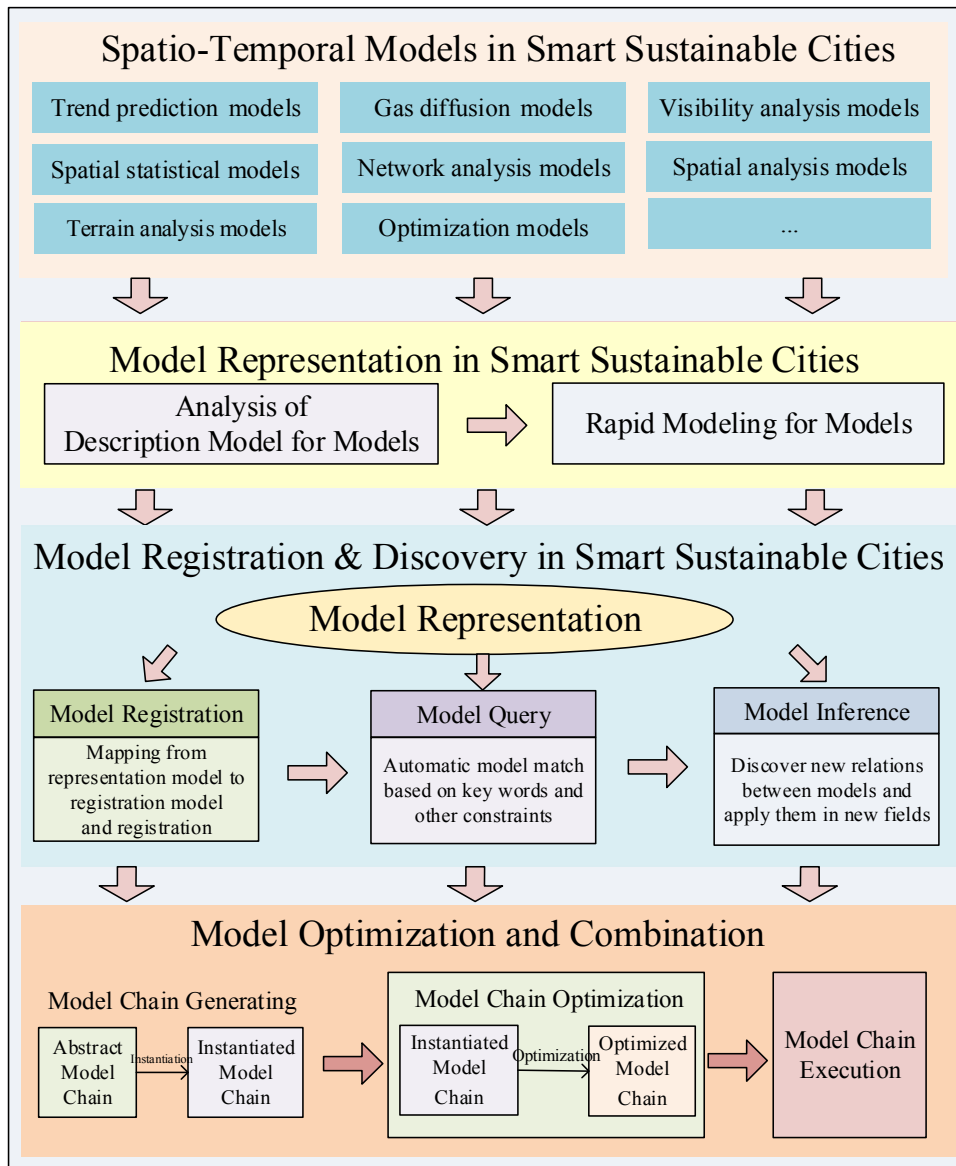 Spatio-Temporal Models in Smart Sustainable Cities
Trend prediction models
Gas diffusion models
Visibility analysis models
Spatial statistical models
Network analysis models
Spatial analysis models
Terrain analysis models
Optimization models
...
Model Representation in Smart Sustainable Cities
Analysis of
Description Model for Models
Rapid Modeling for Models
Model Registration & Discovery in Smart Sustainable Cities
Model Representation
Model Registration
Mapping from
representation model to
registration model
and registration
Model Query
Automatic model match
based on key words and
other constraints
Model Inference
Discover new relations
between models and
apply them in new fields
Model Optimization and Combination
Model Chain Generating
Abstract
Model
Chain
Instantiation
Instantiated
Model
Chain
Model Chain Optimization
Instantiated
Model
Chain
Optimization
Optimized
Model
Chain
Model Chain
Execution